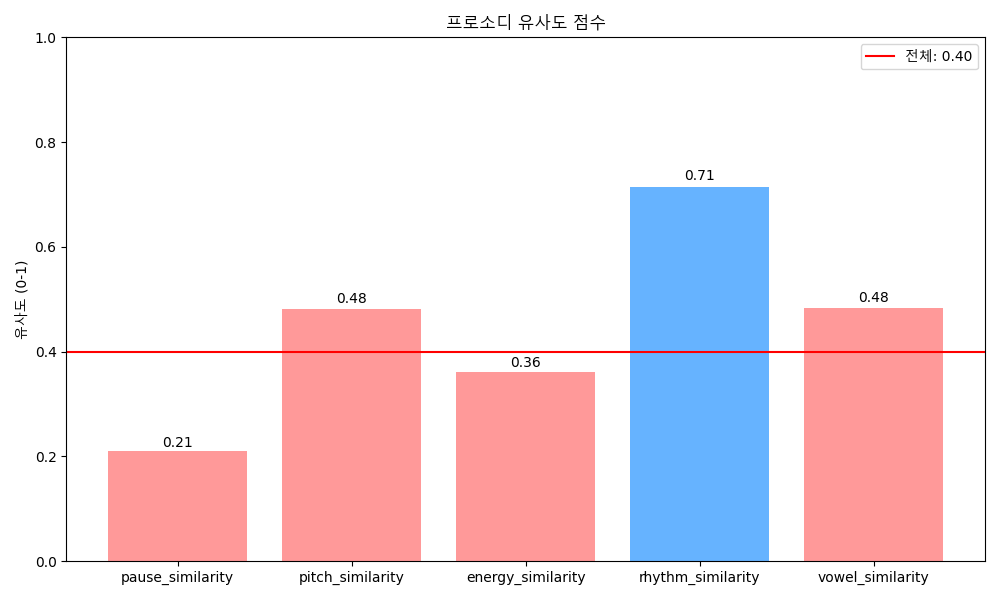 프로소디 유사도 점수
전체: 0.40
유사도 (0-1)
1.0
0.8
0.6
0.4
0.2
0.0
0.21
0.48
0.36
0.71
0.48
pause_similarity
pitch_similarity
energy_similarity
rhythm_similarity
vowel_similarity